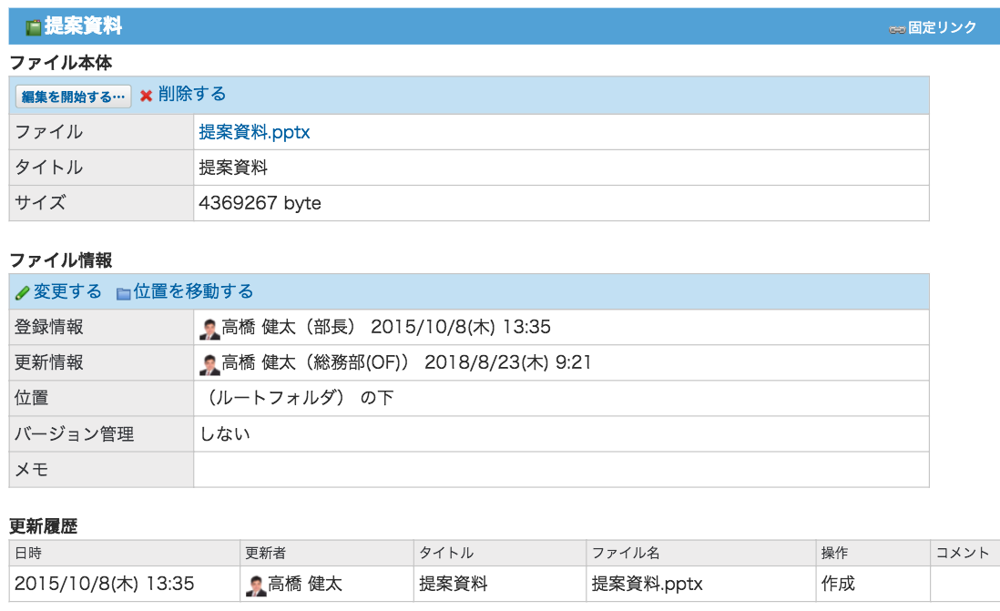 提案資料 固定リンク
ファイル本体
編集を開始する… 削除する
ファイル 提案資料.pptx
タイトル 提案資料
サイズ 4369267 byte
ファイル情報
変更する 位置を移動する
登録情報 高橋 健太（部長） 2015/10/8(木) 13:35
更新情報 高橋 健太（総務部(OF)） 2018/8/23(木) 9:21
位置 （ルートフォルダ） の下
バージョン管理 しない
メモ
更新履歴
日時 更新者 タイトル ファイル名 操作 コメント
2015/10/8(木) 13:35 高橋 健太 提案資料 提案資料.pptx 作成